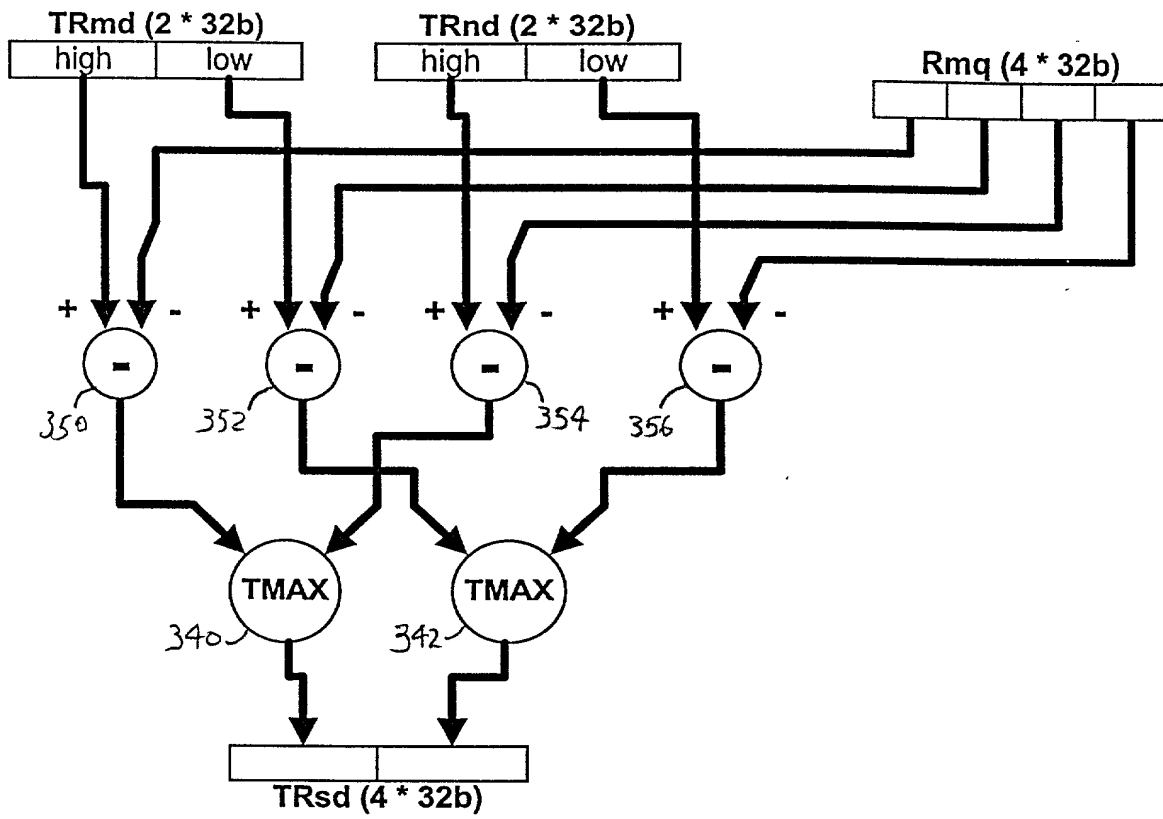 TRmd (2 * 32b)
TRnd (2 * 32b)
Rmq (4 * 32b)
high
low
high
low
+ -
+ -
+ -
+ -
-
-
-
-
350
352
354
356
TMAX
TMAX
340
342
TRsd (4 * 32b)